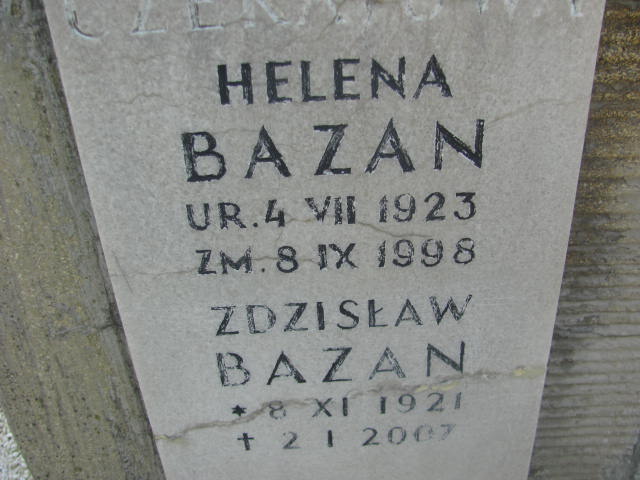 HELENA
BAZAN
UR. 4 VII 1923
ZM. 8 IX 1998
ZDZISŁAW
BAZAN
* 8 XI 1921
† 2 I 2007